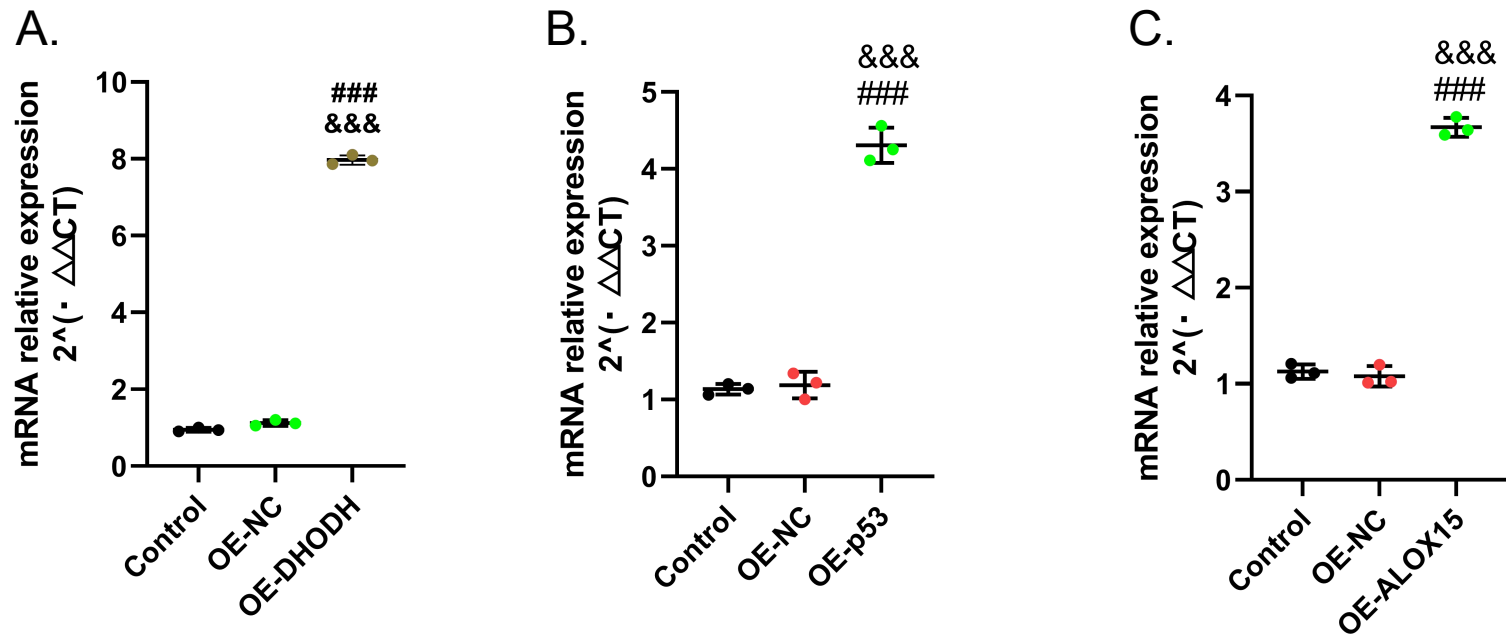 A.
mRNA relative expression
2^(· △△CT)
10
8
6
4
2
0
###
&&&
Control
OE-NC
OE-DHODH
B.
mRNA relative expression
2^(· △△CT)
5
4
3
2
1
0
&&&
###
Control
OE-NC
OE-p53
C.
mRNA relative expression
2^(· △△CT)
4
3
2
1
0
&&&
###
Control
OE-NC
OE-ALOX15